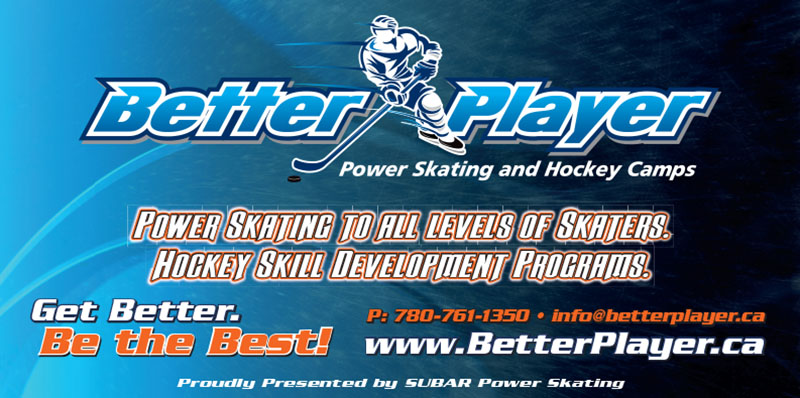 Better Player
Power Skating and Hockey Camps
Power Skating to all levels of Skaters.
Hockey Skill Development Programs.
Get Better.
Be the Best!
P: 780-761-1350 • info@betterplayer.ca
www.BetterPlayer.ca
Proudly Presented by SUBAR Power Skating